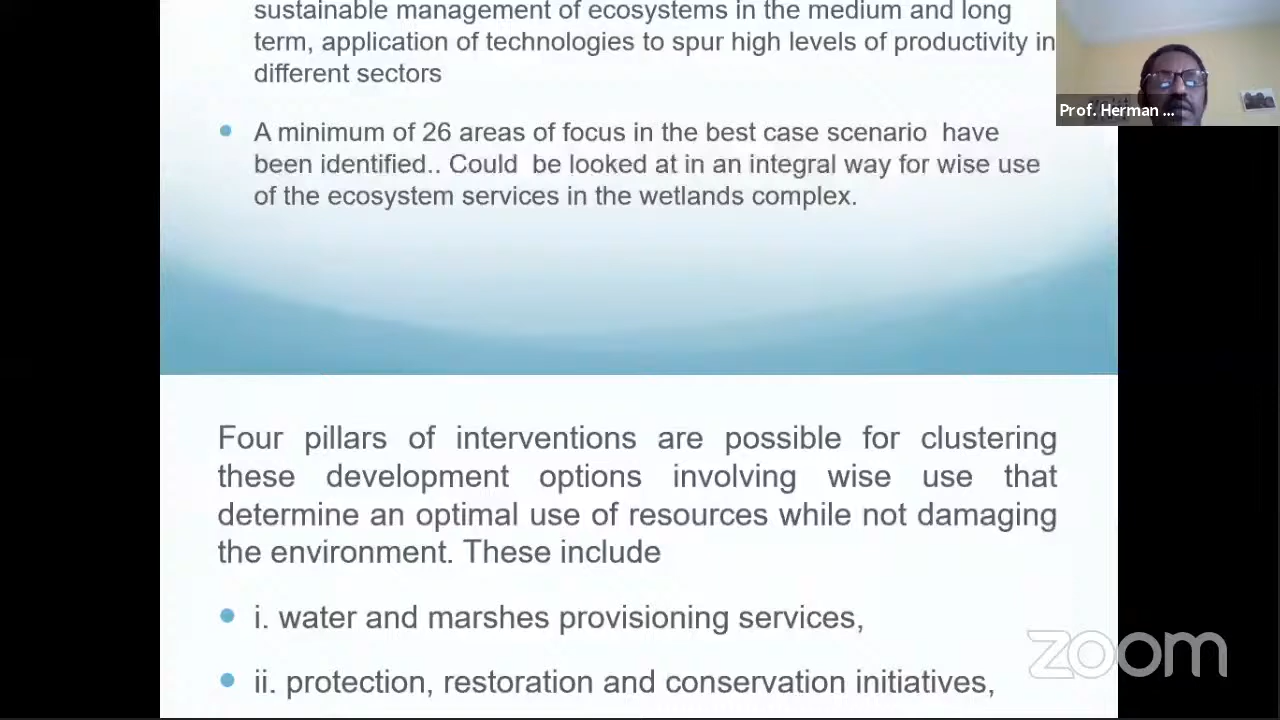 sustainable management of ecosystems in the medium and long
term, application of technologies to spur high levels of productivity in
different sectors
A minimum of 26 areas of focus in the best case scenario have
been identified.. Could be looked at in an integral way for wise use
of the ecosystem services in the wetlands complex.
Prof. Herman ...
Four pillars of interventions are possible for clustering
these development options involving wise use that
determine an optimal use of resources while not damaging
the environment. These include
i. water and marshes provisioning services,
ii. protection, restoration and conservation initiatives,
zoom